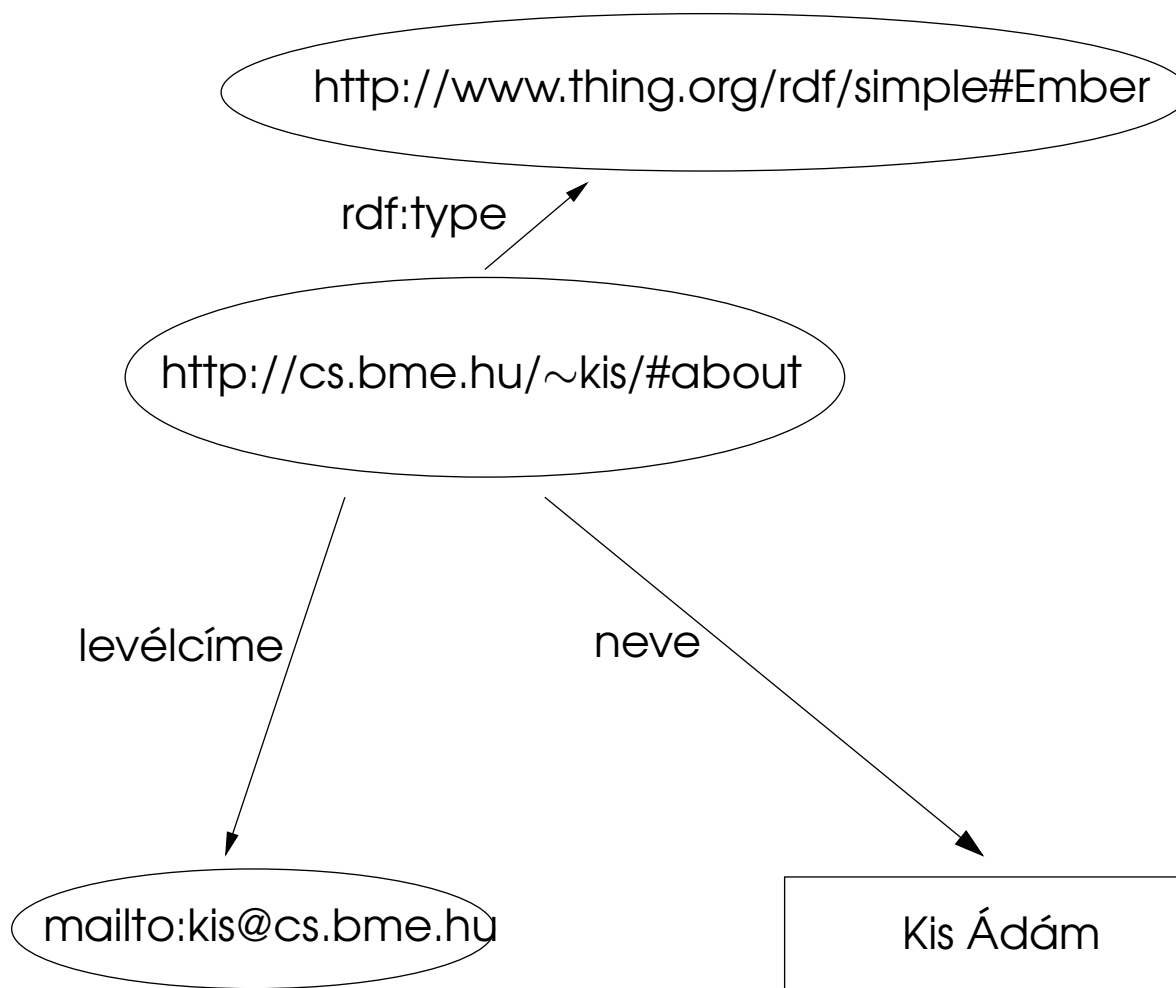 http://www.thing.org/rdf/simple#Ember
rdf:type
http://cs.bme.hu/~kis/#about
levélcíme
neve
mailto:kis@cs.bme.hu
Kis Ádám